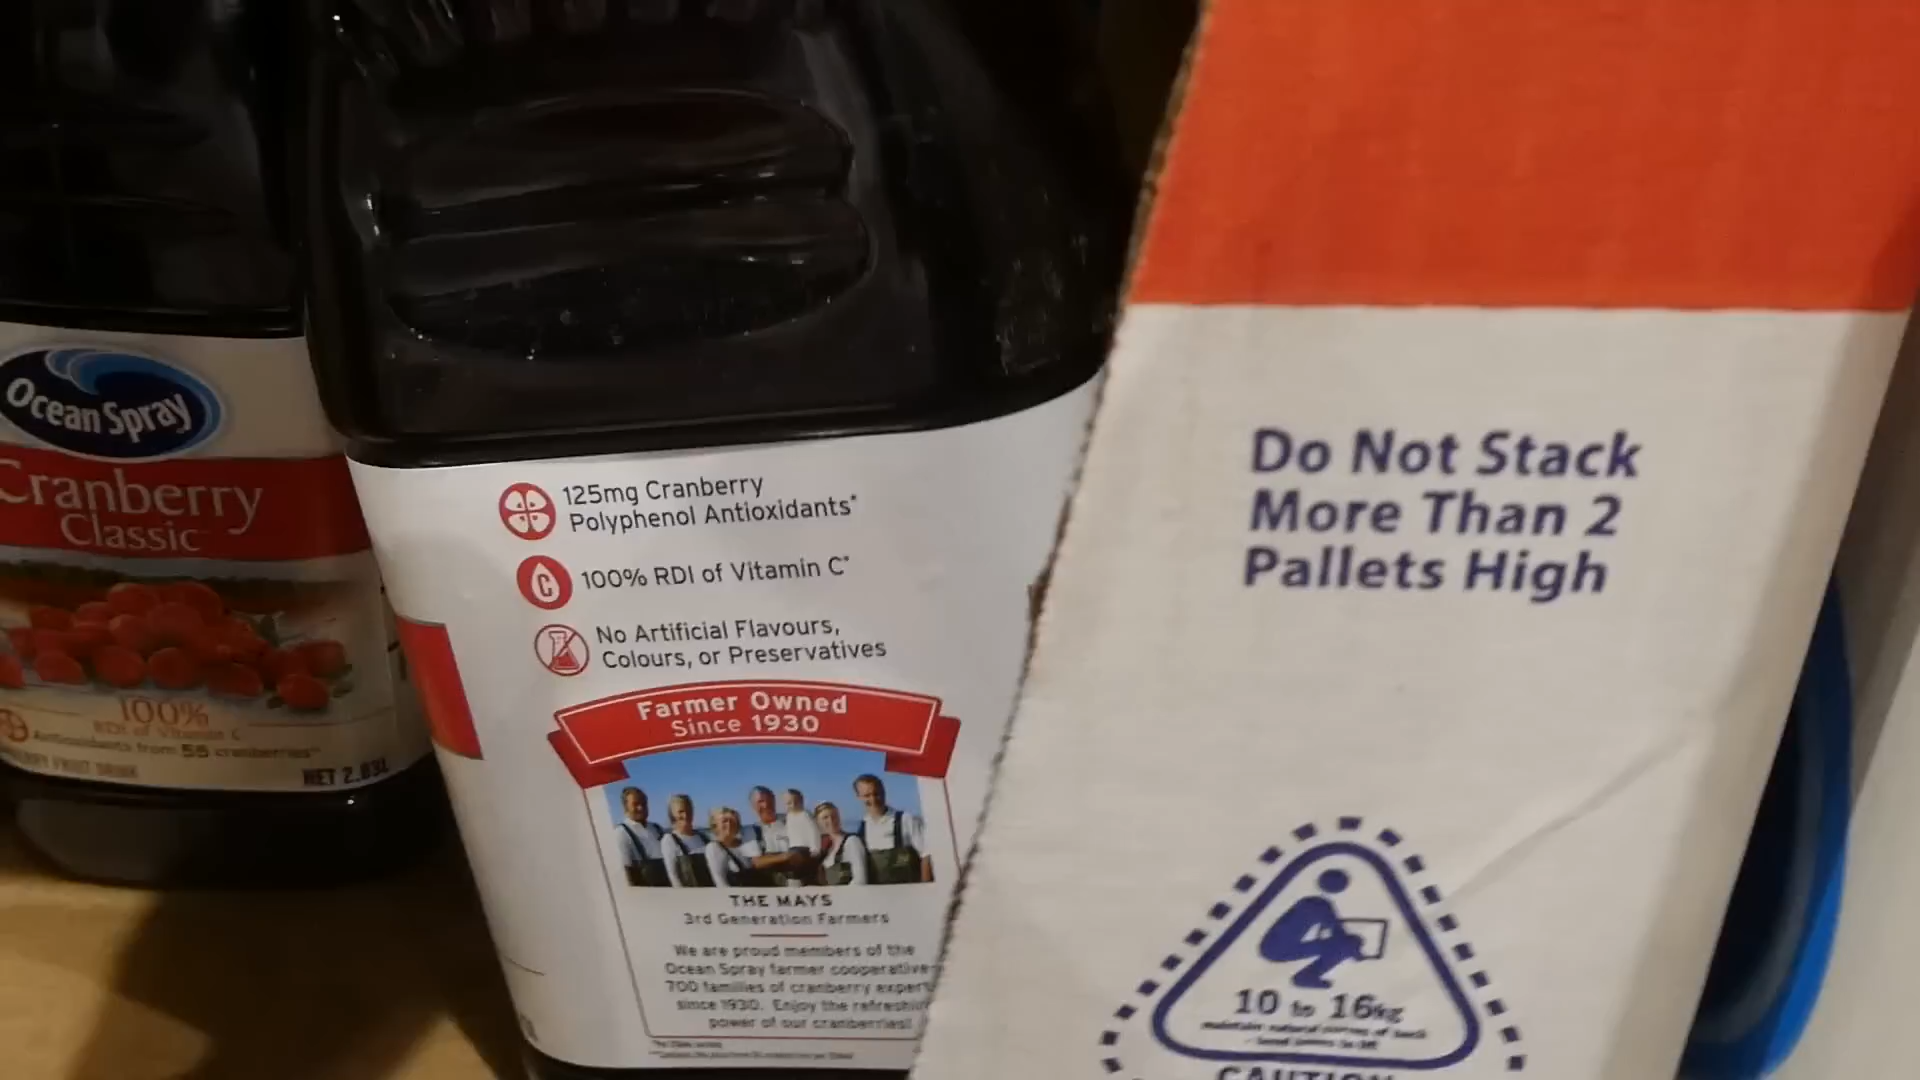 Ocean Spray
Cranberry
Classic
100%
RDI of Vitamin C
Antioxidants from 55 cranberries**
FRUIT DRINK
NET 2.83L
125mg Cranberry
Polyphenol Antioxidants*
100% RDI of Vitamin C*
No Artificial Flavours,
Colours, or Preservatives
Farmer Owned
Since 1930
THE MAYS
3rd Generation Farmers
We are proud members of the
Ocean Spray farmer cooperative
700 families of cranberry
since 1930. Enjoy the
power of our cranberries!
Do Not Stack
More Than 2
Pallets High
10 to 16kg
CAUTION